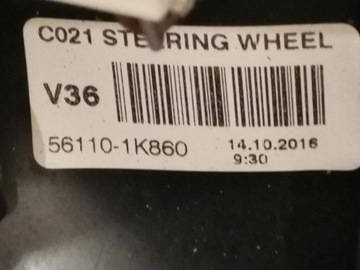 C021 STEERING WHEEL
V36
56110-1K860 14.10.2016
9:30